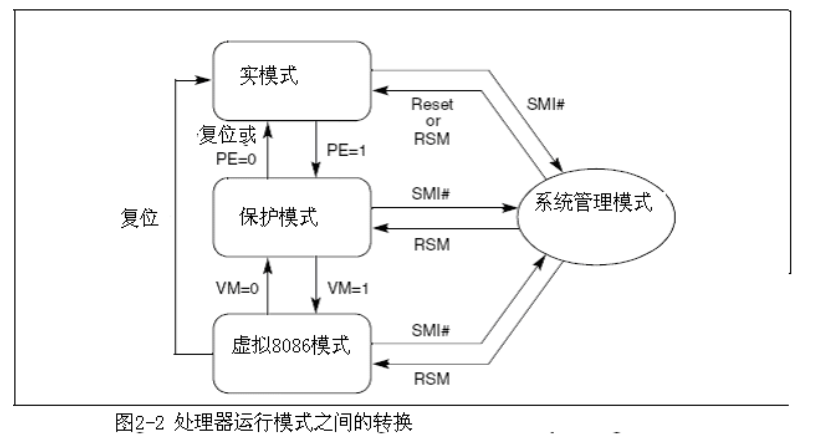 实模式
Reset
or
RSM
SMI#
复位或
PE=0
PE=1
保护模式
SMI#
RSM
系统管理模式
复位
VM=0
VM=1
虚拟8086模式
SMI#
RSM
图2-2 处理器运行模式之间的转换